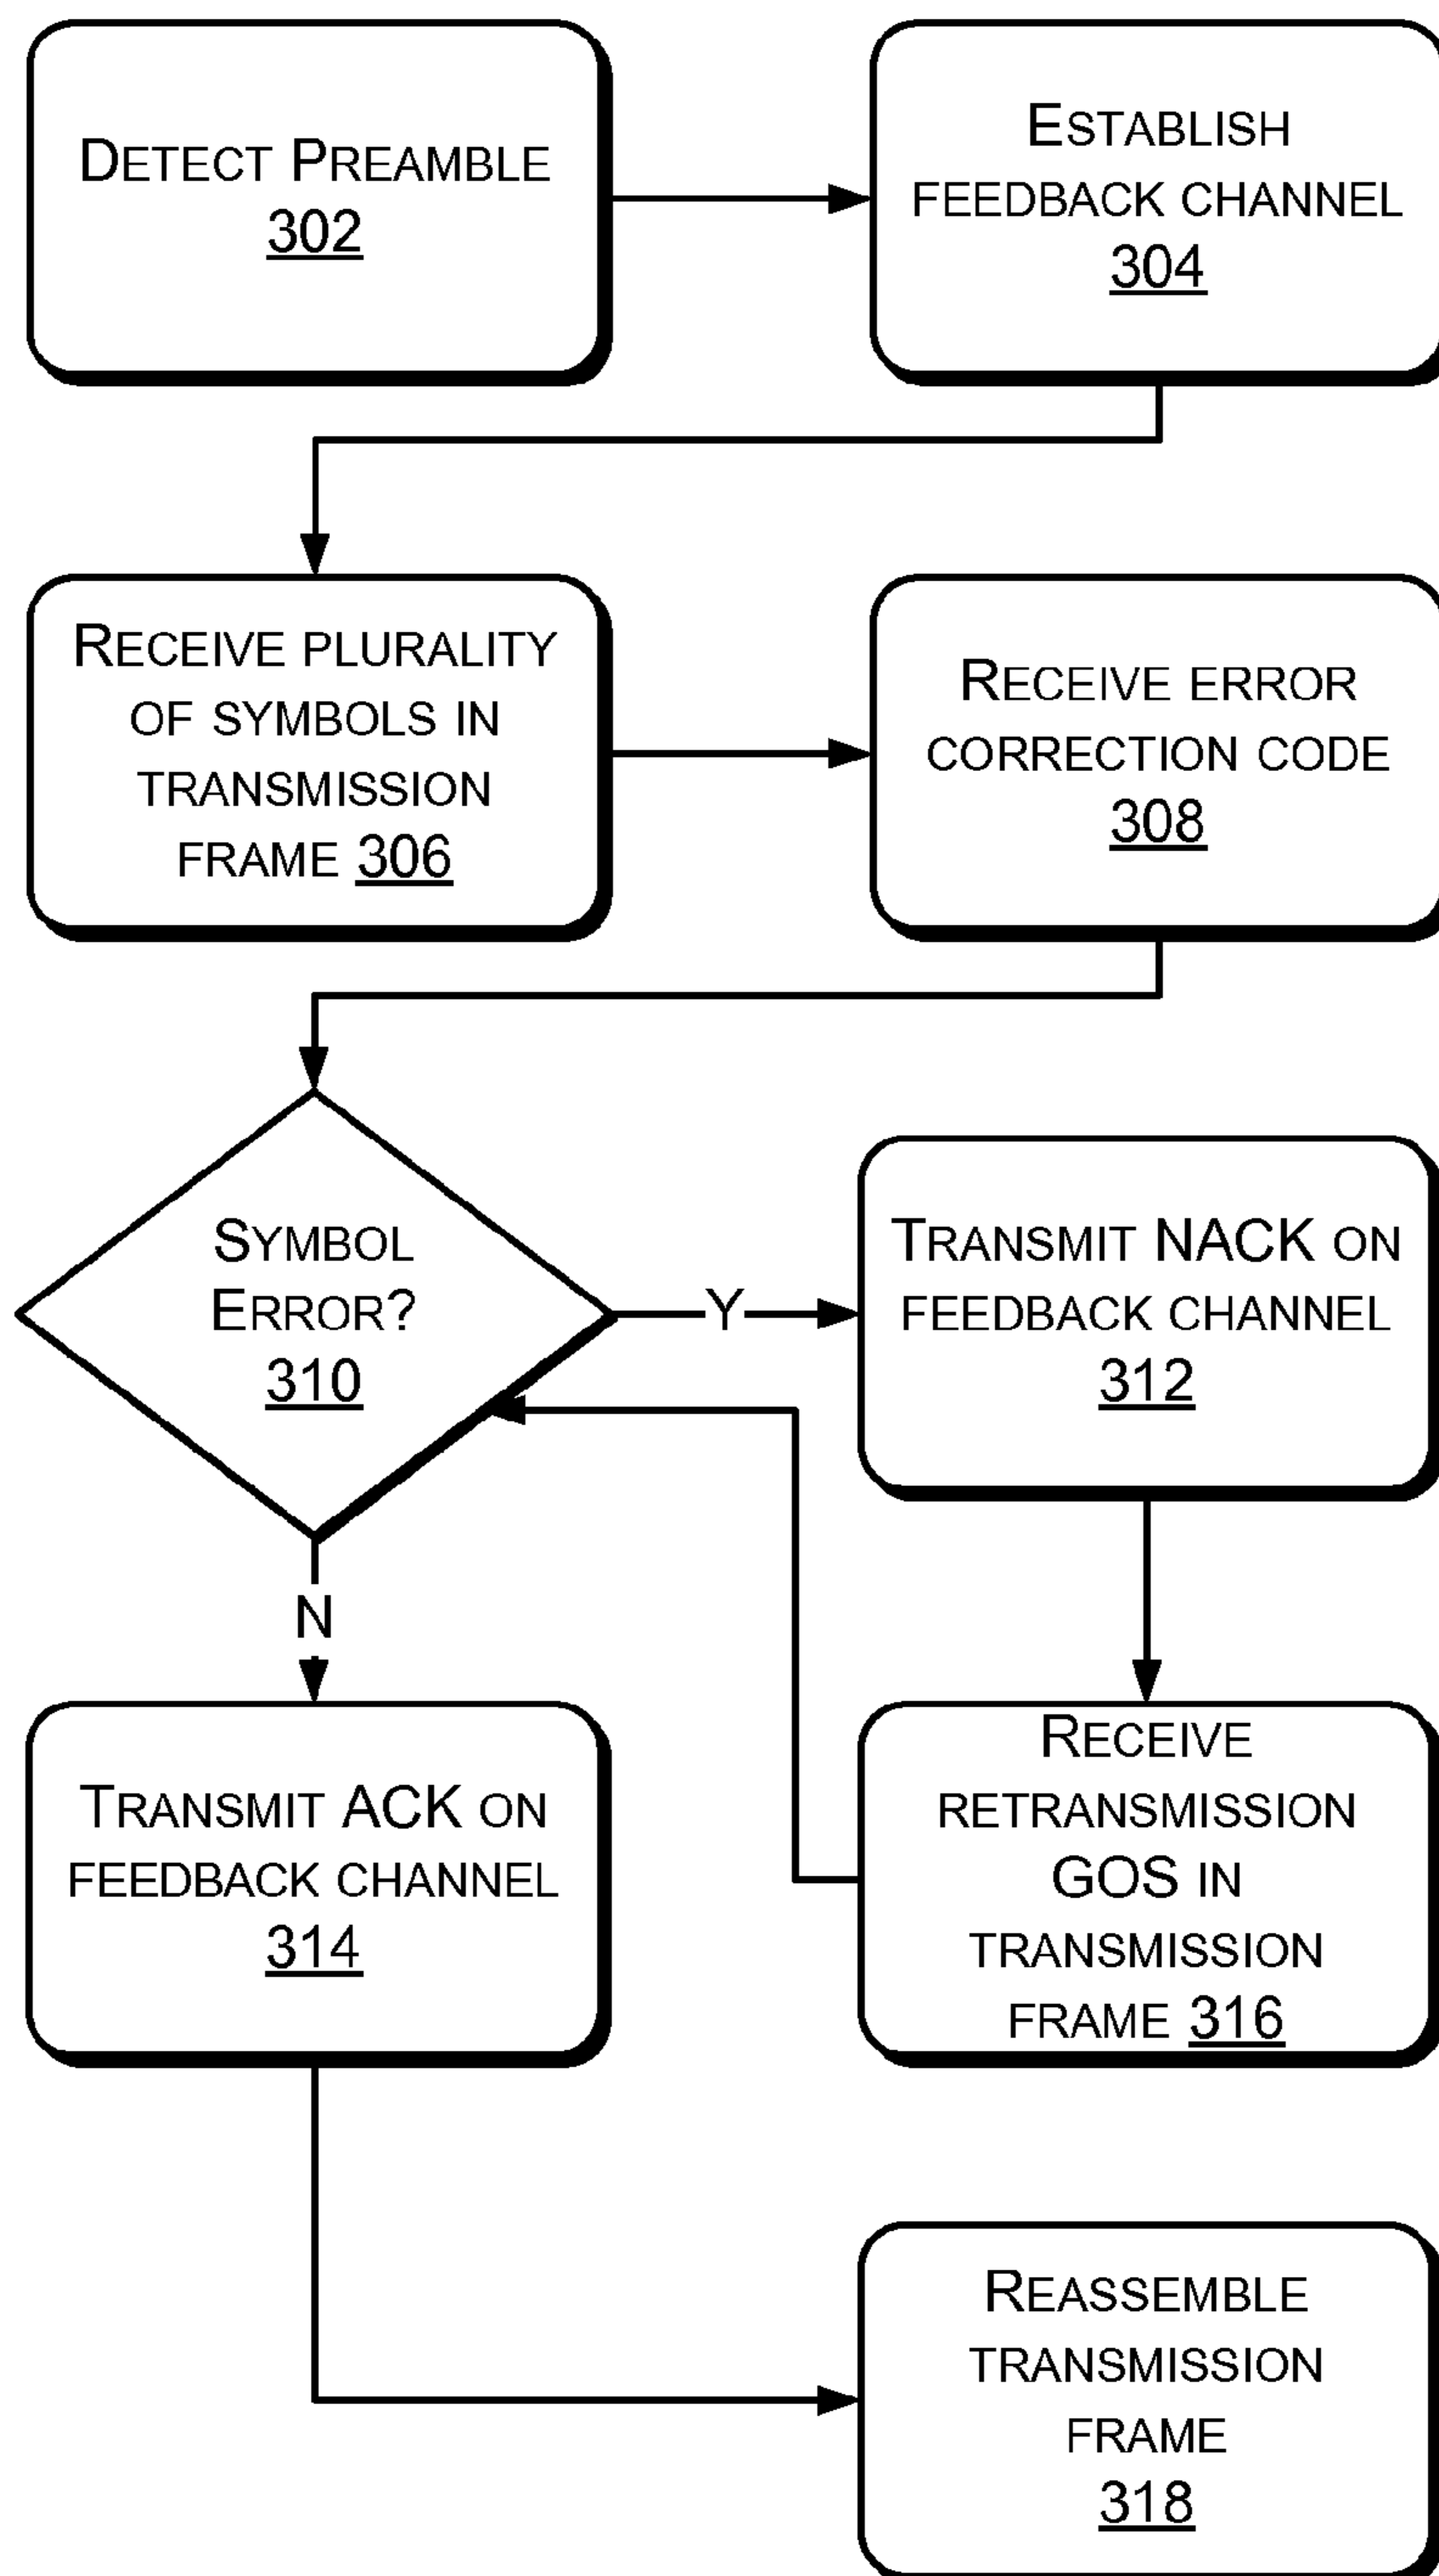 DETECT PREAMBLE
302
ESTABLISH
FEEDBACK CHANNEL
304
RECEIVE PLURALITY
OF SYMBOLS IN
TRANSMISSION
FRAME 306
RECEIVE ERROR
CORRECTION CODE
308
SYMBOL
ERROR?
310
Y
TRANSMIT NACK ON
FEEDBACK CHANNEL
312
N
TRANSMIT ACK ON
FEEDBACK CHANNEL
314
RECEIVE
RETRANSMISSION
GOS IN
TRANSMISSION
FRAME 316
REASSEMBLE
TRANSMISSION
FRAME
318